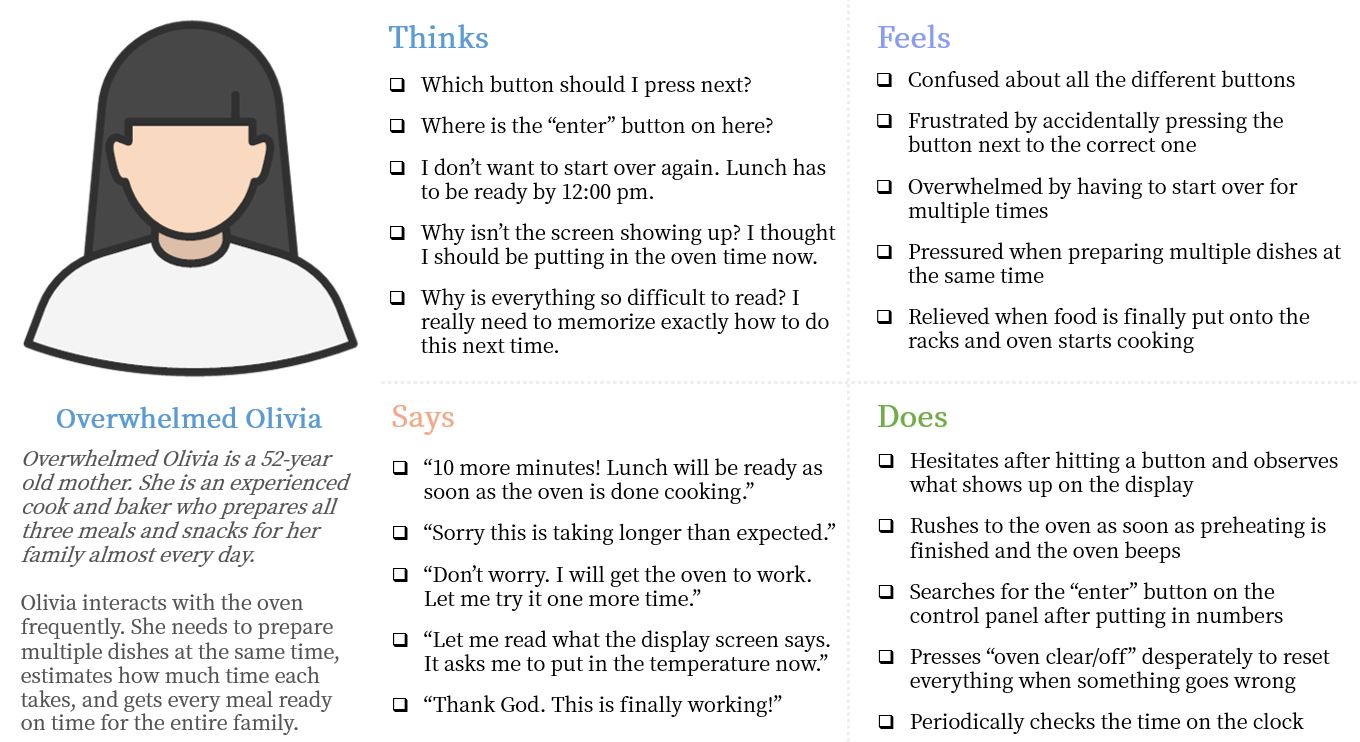 Overwhelmed Olivia
Overwhelmed Olivia is a 52-year
old mother. She is an experienced
cook and baker who prepares all
three meals and snacks for her
family almost every day.
Olivia interacts with the oven
frequently. She needs to prepare
multiple dishes at the same time,
estimates how much time each
takes, and gets every meal ready
on time for the entire family.
Thinks
Which button should I press next?
Where is the “enter” button on here?
I don’t want to start over again. Lunch has
to be ready by 12:00 pm.
Why isn’t the screen showing up? I thought
I should be putting in the oven time now.
Why is everything so difficult to read? I
really need to memorize exactly how to do
this next time.
Feels
Confused about all the different buttons
Frustrated by accidentally pressing the
button next to the correct one
Overwhelmed by having to start over for
multiple times
Pressured when preparing multiple dishes at
the same time
Relieved when food is finally put onto the
racks and oven starts cooking
Says
“10 more minutes! Lunch will be ready as
soon as the oven is done cooking.”
“Sorry this is taking longer than expected.”
“Don’t worry. I will get the oven to work.
Let me try it one more time.”
“Let me read what the display screen says.
It asks me to put in the temperature now.”
“Thank God. This is finally working!”
Does
Hesitates after hitting a button and observes
what shows up on the display
Rushes to the oven as soon as preheating is
finished and the oven beeps
Searches for the “enter” button on the
control panel after putting in numbers
Presses “oven clear/off” desperately to reset
everything when something goes wrong
Periodically checks the time on the clock